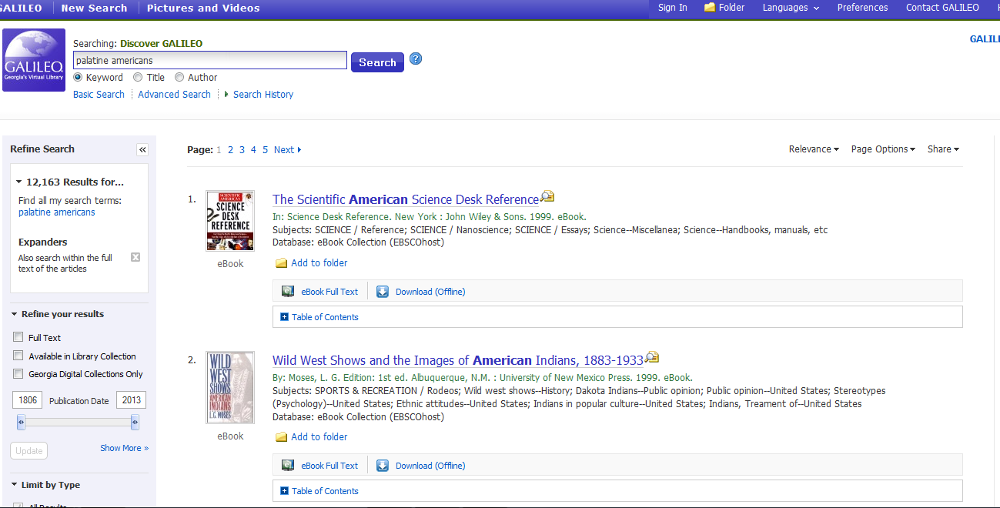 GALILEO New Search Pictures and Videos Sign In Folder Languages Preferences Contact GALILEO
GALILEO
Georgia's Virtual Library
Searching: Discover GALILEO
palatine americans Search ?
Keyword Title Author
Basic Search Advanced Search Search History
Refine Search «
12,163 Results for...
Find all my search terms:
palatine americans
Expanders
Also search within the full
text of the articles
Refine your results
Full Text
Available in Library Collection
Georgia Digital Collections Only
1806 Publication Date 2013
Update Show More »
Limit by Type
All Results
Page: 1 2 3 4 5 Next Relevance Page Options Share
1. The Scientific American Science Desk Reference
In: Science Desk Reference. New York : John Wiley & Sons. 1999. eBook.
Subjects: SCIENCE / Reference; SCIENCE / Nanoscience; SCIENCE / Essays; Science--Miscellanea; Science--Handbooks, manuals, etc
Database: eBook Collection (EBSCOhost)
SCIENTIFIC
AMERICAN
SCIENCE
DESK
REFERENCE
eBook
Add to folder
eBook Full Text Download (Offline)
Table of Contents
2. Wild West Shows and the Images of American Indians, 1883-1933
By: Moses, L. G. Edition: 1st ed. Albuquerque, N.M. : University of New Mexico Press. 1999. eBook.
Subjects: SPORTS & RECREATION / Rodeos; Wild west shows--History; Dakota Indians--Public opinion; Public opinion--United States; Stereotypes
(Psychology)--United States; Ethnic attitudes--United States; Indians in popular culture--United States; Indians, Treament of--United States
Database: eBook Collection (EBSCOhost)
WILD
WEST
SHOWS
AMERICAN
INDIANS
L.G. MOSES
eBook
Add to folder
eBook Full Text Download (Offline)
Table of Contents